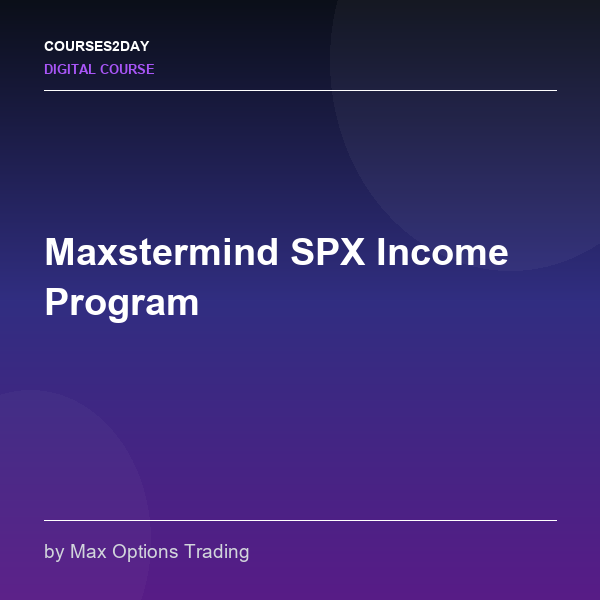 COURSES2DAY
DIGITAL COURSE
Maxstermind SPX Income
Program
by Max Options Trading